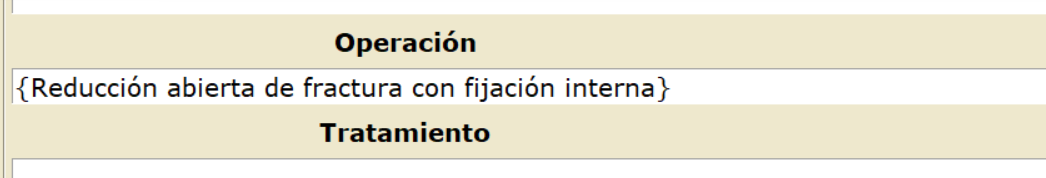 Operación
{Reducción abierta de fractura con fijación interna}
Tratamiento